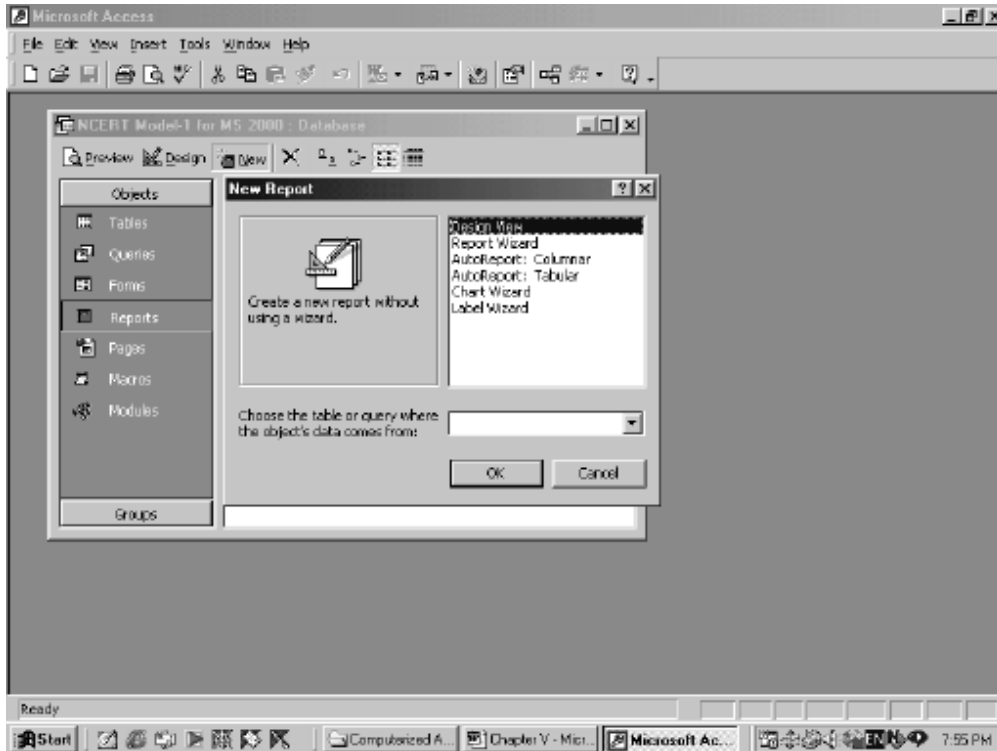 Microsoft Access
File Edit View Insert Tools Window Help
NCERT Model-1 for MS 2000 : Database
Preview Design New
Objects
Tables
Queries
Forms
Reports
Pages
Macros
Modules
Groups
New Report
Create a new report without
using a wizard.
Design View
Report Wizard
AutoReport: Columnar
AutoReport: Tabular
Chart Wizard
Label Wizard
Choose the table or query where
the object's data comes from:
OK Cancel
Ready
Start Computerized A... Chapter V - Micr... Microsoft Ac... EN 7:55 PM